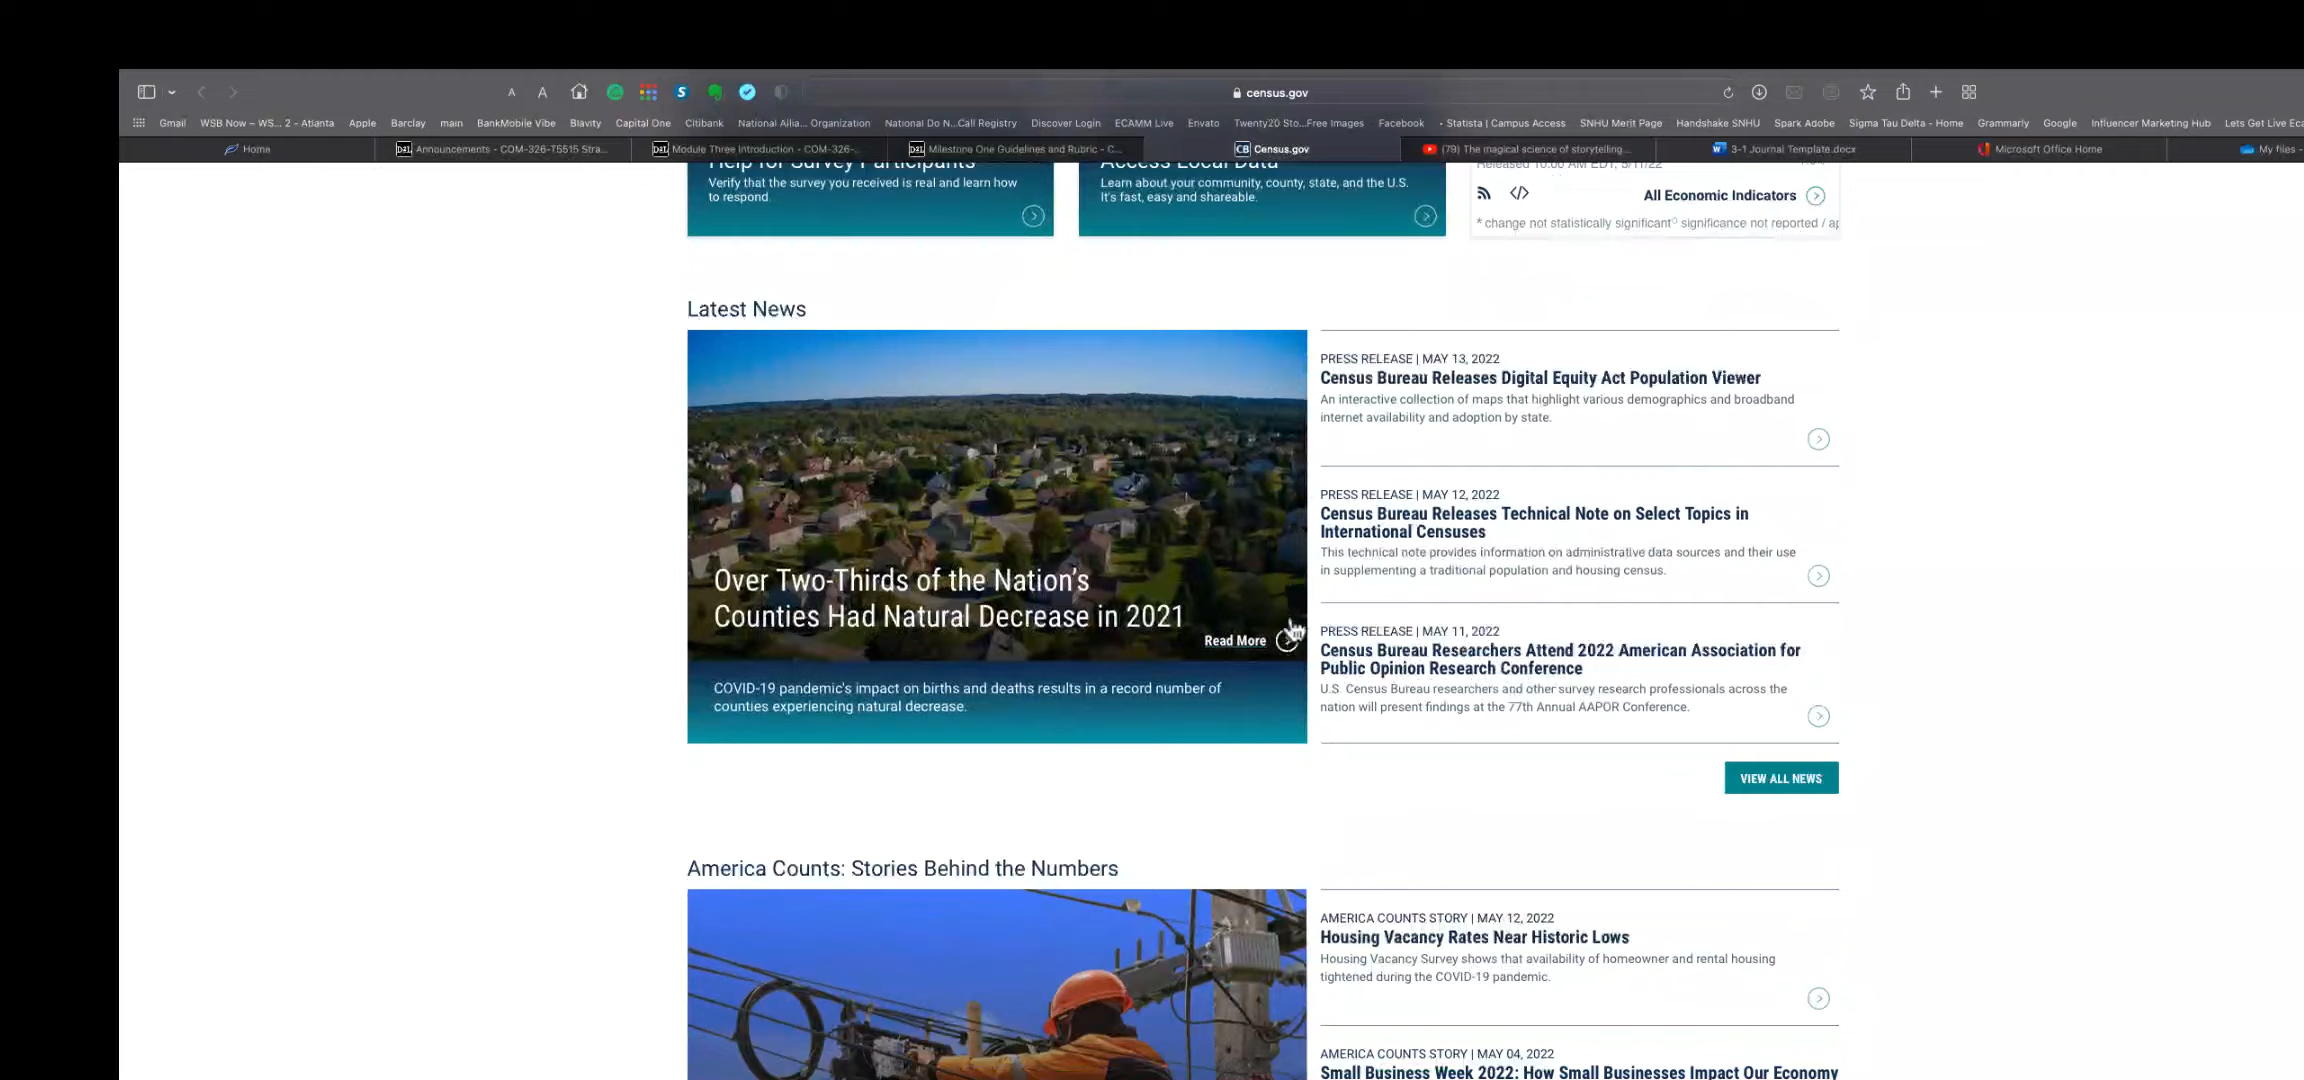 A A S census.gov
Gmail WSB Now – WS... 2 - Atlanta Apple Barclay main BankMobile Vibe Blavity Capital One Citibank National Allia... Organization National Do N...Call Registry Discover Login ECAMM Live Envato Twenty20 Sto...Free Images Facebook - Statista | Campus Access SNHU Merit Page Handshake SNHU Spark Adobe Sigma Tau Delta - Home Grammarly Google Influencer Marketing Hub Lets Get Live Eca
Home D2L Announcements - COM-326-T5515 Stra... D2L Module Three Introduction - COM-326-... D2L Milestone One Guidelines and Rubric - C... CB Census.gov (79) The magical science of storytelling... W 3-1 Journal Template.docx Microsoft Office Home My files -
Help for Survey Participants
Verify that the survey you received is real and learn how
to respond.
Access Local Data
Learn about your community, county, state, and the U.S.
It's fast, easy and shareable.
Released 10:00 AM EDT, 5/11/22
</> All Economic Indicators
* change not statistically significant° significance not reported / ap
Latest News
Over Two-Thirds of the Nation's
Counties Had Natural Decrease in 2021
Read More
COVID-19 pandemic's impact on births and deaths results in a record number of
counties experiencing natural decrease.
PRESS RELEASE | MAY 13, 2022
Census Bureau Releases Digital Equity Act Population Viewer
An interactive collection of maps that highlight various demographics and broadband
internet availability and adoption by state.
PRESS RELEASE | MAY 12, 2022
Census Bureau Releases Technical Note on Select Topics in
International Censuses
This technical note provides information on administrative data sources and their use
in supplementing a traditional population and housing census.
PRESS RELEASE | MAY 11, 2022
Census Bureau Researchers Attend 2022 American Association for
Public Opinion Research Conference
U.S. Census Bureau researchers and other survey research professionals across the
nation will present findings at the 77th Annual AAPOR Conference.
VIEW ALL NEWS
America Counts: Stories Behind the Numbers
AMERICA COUNTS STORY | MAY 12, 2022
Housing Vacancy Rates Near Historic Lows
Housing Vacancy Survey shows that availability of homeowner and rental housing
tightened during the COVID-19 pandemic.
AMERICA COUNTS STORY | MAY 04, 2022
Small Business Week 2022: How Small Businesses Impact Our Economy